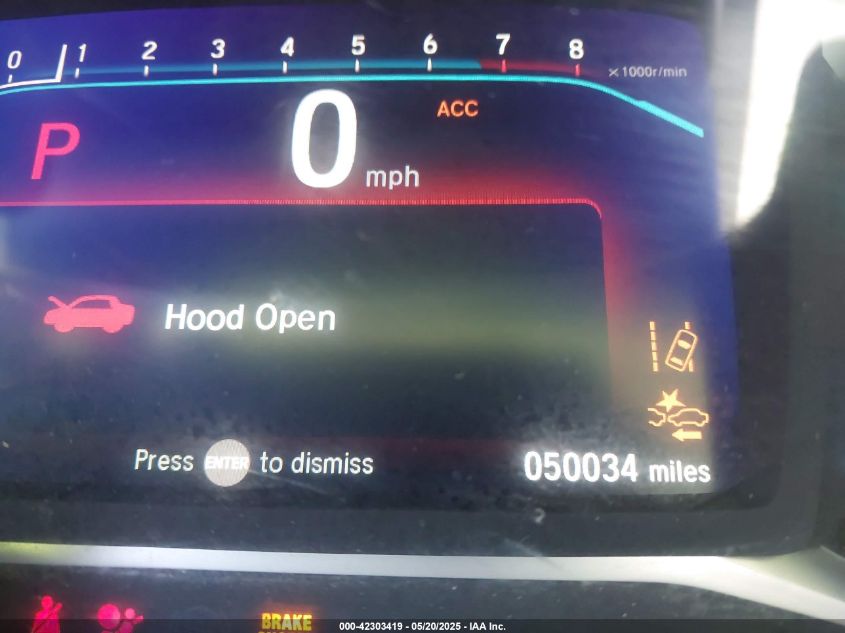 0 1 2 3 4 5 6 7 8 x1000r/min
ACC
P 0 mph
Hood Open
Press ENTER to dismiss
050034 miles
BRAKE
000-42303419 - 05/20/2025 - IAA Inc.